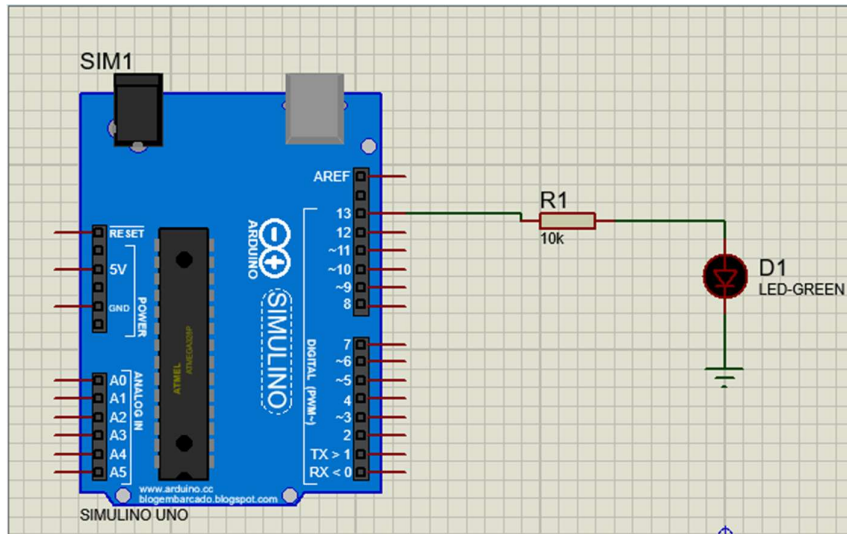 SIM1
AREF
13
12
~11
~10
~9
8
7
~6
~5
4
~3
2
TX > 1
RX < 0
DIGITAL (PWM~)
ARDUINO
SIMULINO
RESET
5V
GND
POWER
A0
A1
A2
A3
A4
A5
ANALOG IN
ATMEL
ATMEGA328P
www.arduino.cc
blogembarcado.blogspot.com
SIMULINO UNO
R1
10k
D1
LED-GREEN